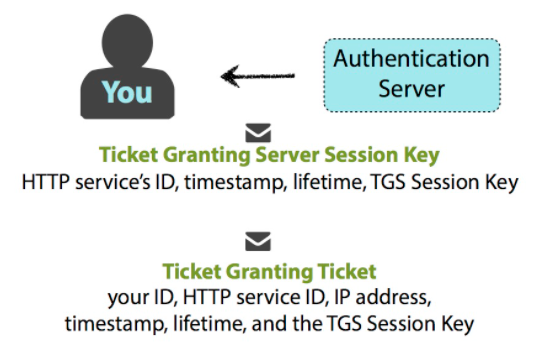 You
Authentication
Server
Ticket Granting Server Session Key
HTTP service's ID, timestamp, lifetime, TGS Session Key
Ticket Granting Ticket
your ID, HTTP service ID, IP address,
timestamp, lifetime, and the TGS Session Key